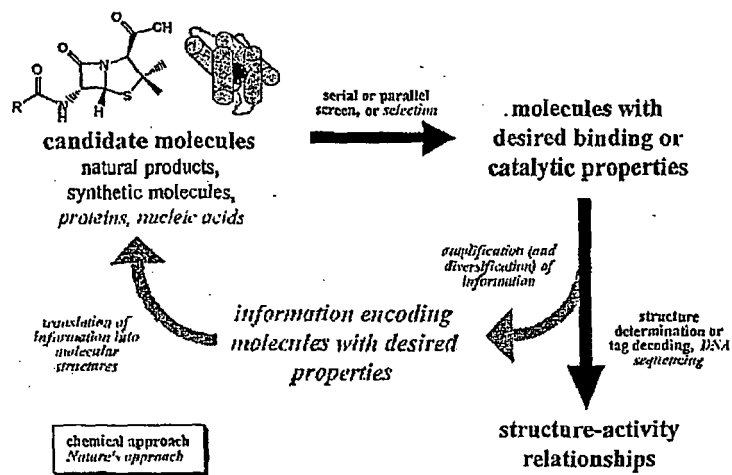 O
OH
O
N
O
R
N
H
H
S
candidate molecules
natural products,
synthetic molecules,
proteins, nucleic acids
serial or parallel
screen, or selection
molecules with
desired binding or
catalytic properties
amplification (and
diversification) of
information
structure
determination or
tag decoding, DNA
sequencing
translation of
information into
molecular
structures
information encoding
molecules with desired
properties
structure-activity
relationships
chemical approach
Nature's approach